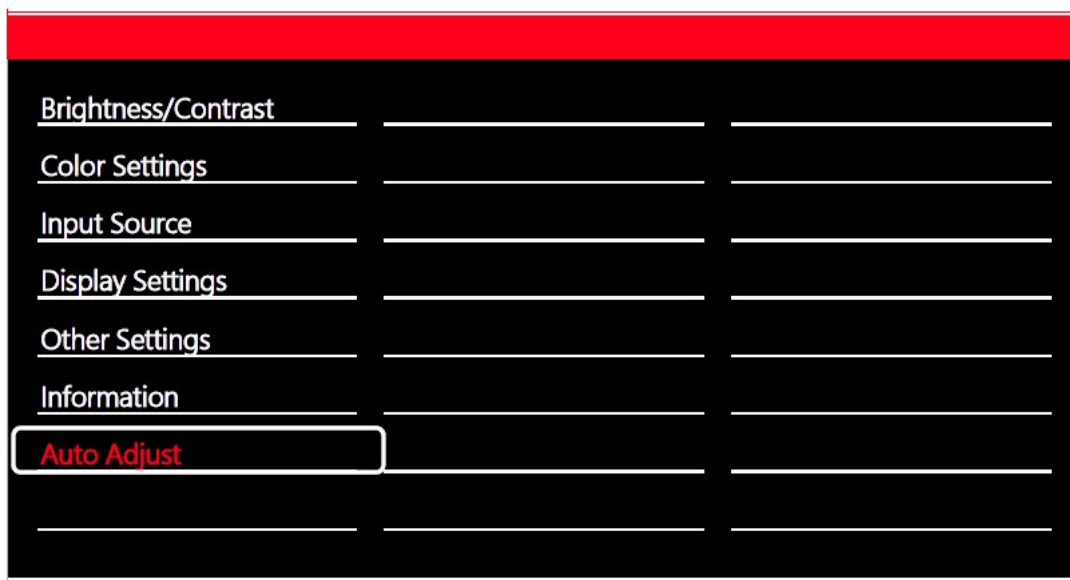 Brightness/Contrast
Color Settings
Input Source
Display Settings
Other Settings
Information
Auto Adjust